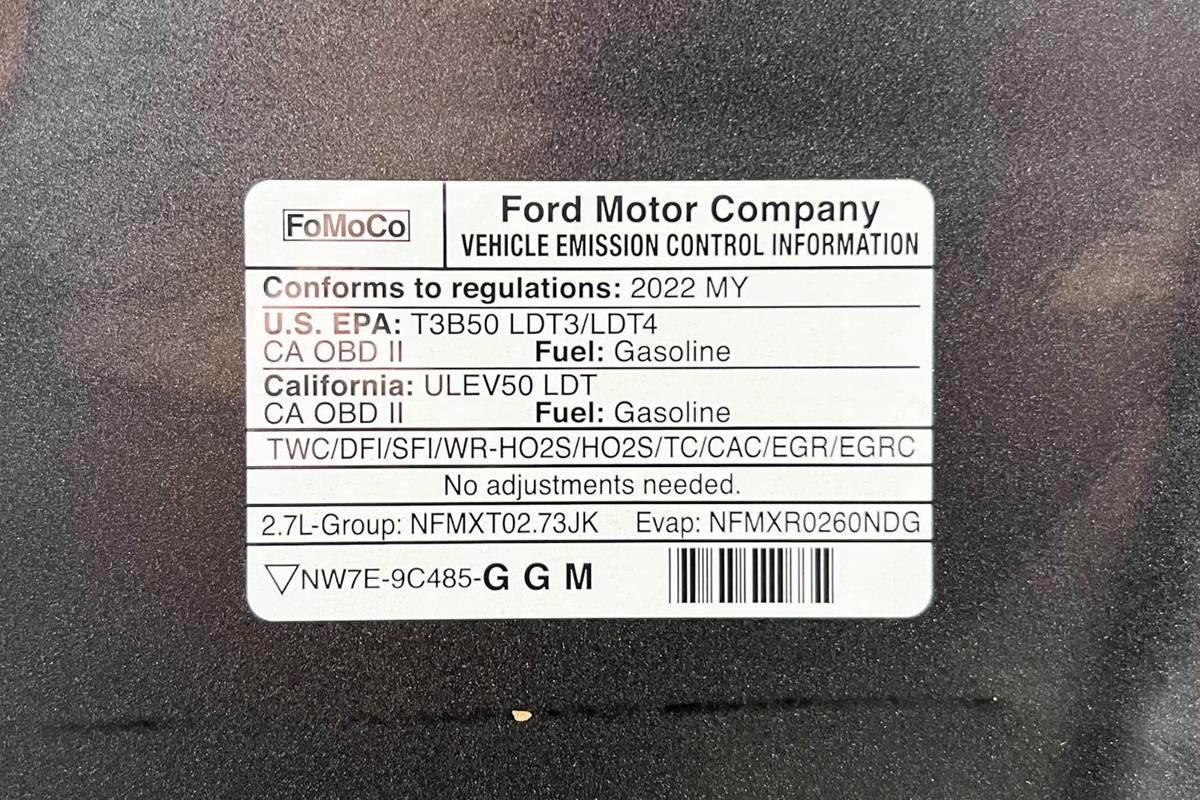 FoMoCo
Ford Motor Company
VEHICLE EMISSION CONTROL INFORMATION
Conforms to regulations: 2022 MY
U.S. EPA: T3B50 LDT3/LDT4
CA OBD II Fuel: Gasoline
California: ULEV50 LDT
CA OBD II Fuel: Gasoline
TWC/DFI/SFI/WR-HO2S/HO2S/TC/CAC/EGR/EGRC
No adjustments needed.
2.7L-Group: NFMXT02.73JK Evap: NFMXR0260NDG
NW7E-9C485-G G M